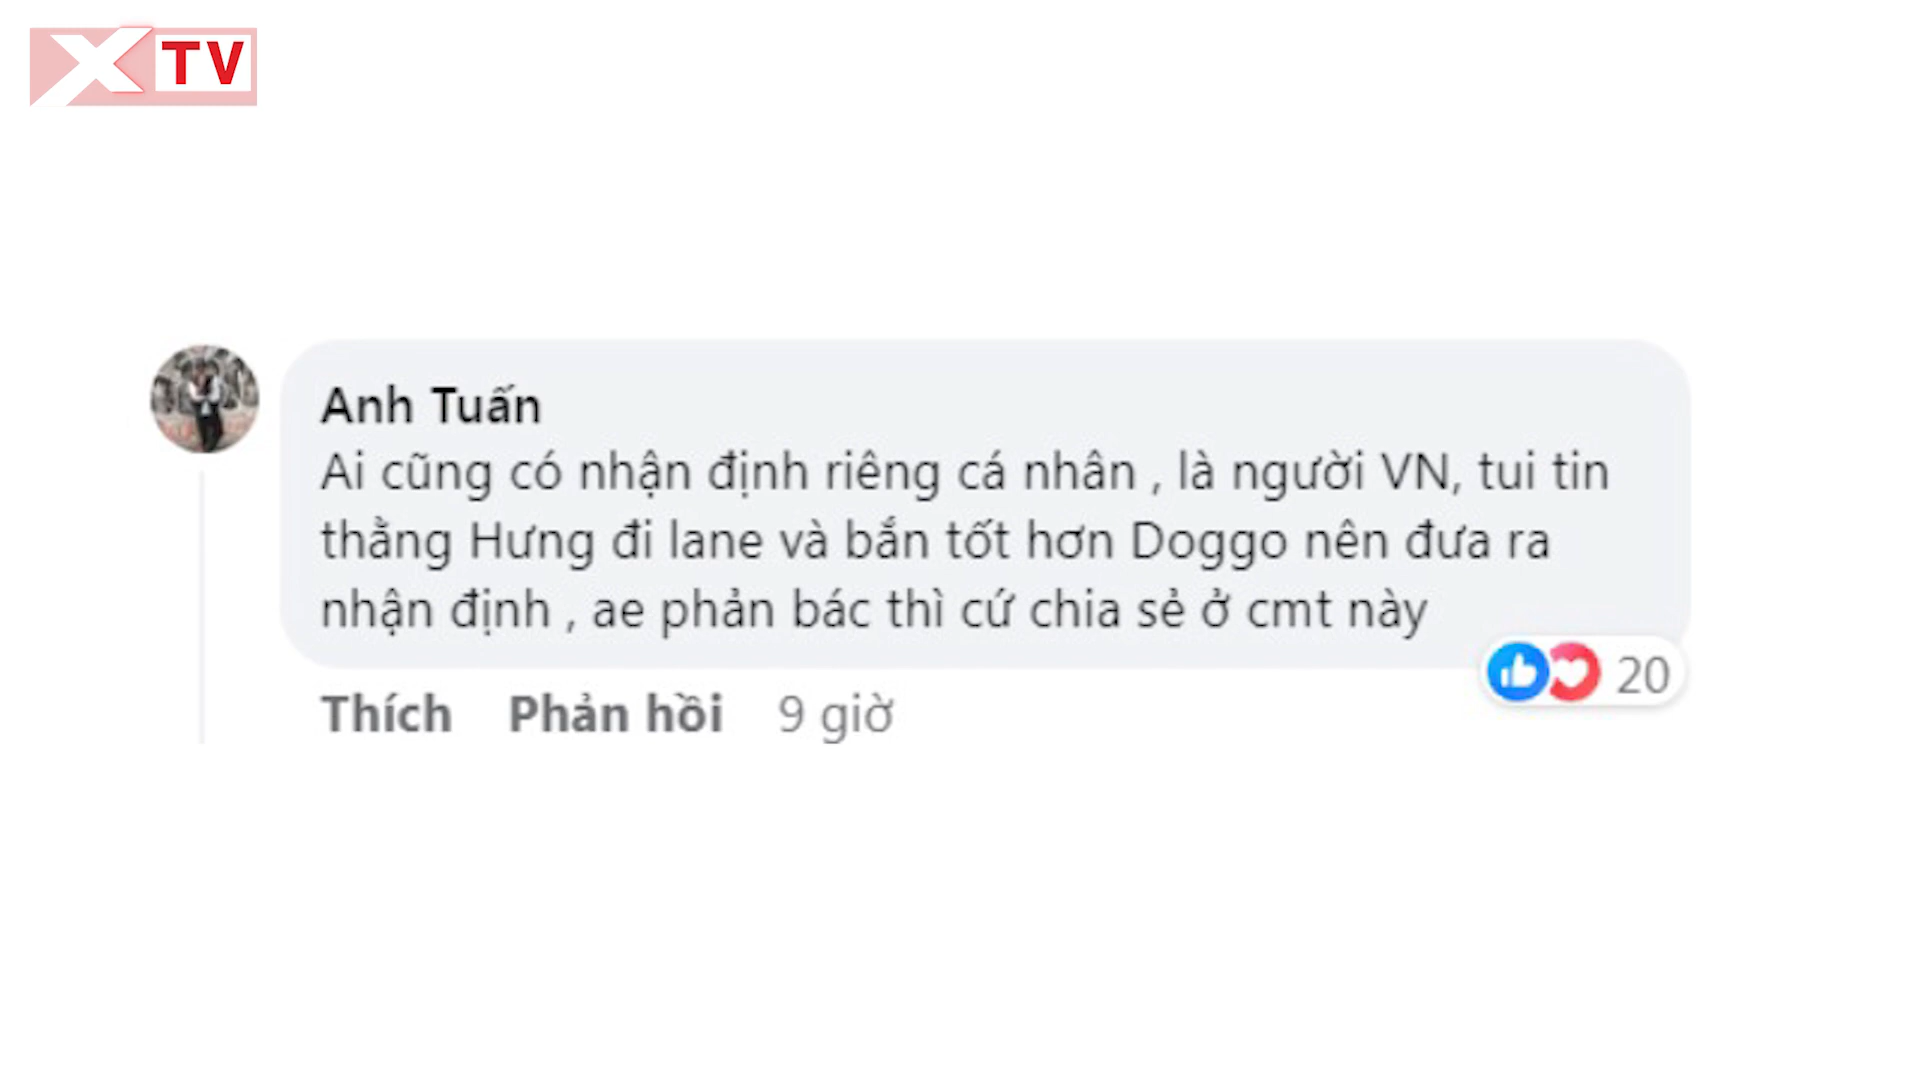 XTV
Anh Tuấn
Ai cũng có nhận định riêng cá nhân , là người VN, tui tin
thằng Hưng đi lane và bắn tốt hơn Doggo nên đưa ra
nhận định , ae phản bác thì cứ chia sẻ ở cmt này
20
Thích Phản hồi 9 giờ